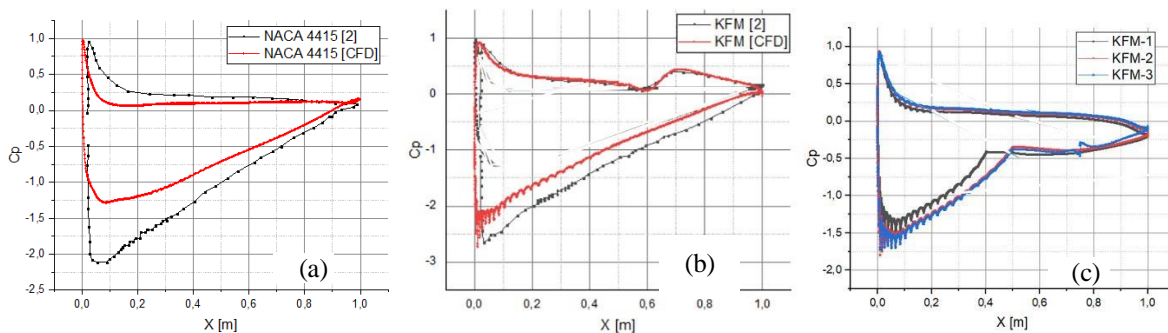 NACA 4415 [2]
NACA 4415 [CFD]
1,0
0,5
0,0
-0,5
-1,0
-1,5
-2,0
-2,5
Cp
0,0 0,2 0,4 0,6 0,8 1,0
X [m]
(a)
KFM [2]
KFM [CFD]
1
0
-1
-2
-3
Cp
0,0 0,2 0,4 0,6 0,8 1,0
X [m]
(b)
KFM-1
KFM-2
KFM-3
1,0
0,5
0,0
-0,5
-1,0
-1,5
-2,0
Cp
0,0 0,2 0,4 0,6 0,8 1,0
X [m]
(c)